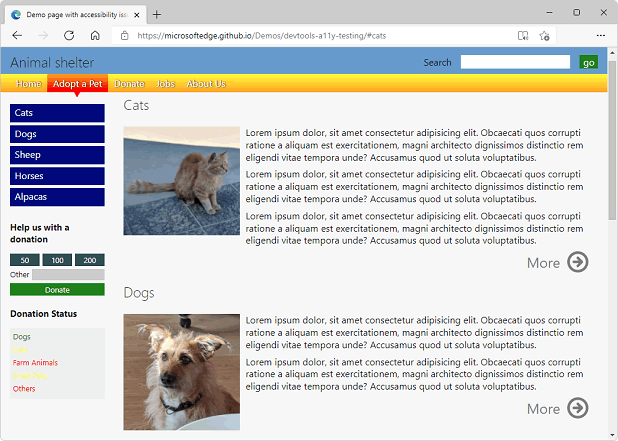 Demo page with accessibility issu
https://microsoftedge.github.io/Demos/devtools-a11y-testing/#cats
Animal shelter
Search
go
Home Adopt a Pet Donate Jobs About Us
Cats
Dogs
Sheep
Horses
Alpacas
Help us with a
donation
50 100 200
Other
Donate
Donation Status
Dogs
Farm Animals
Others
Cats
Lorem ipsum dolor, sit amet consectetur adipisicing elit. Obcaecati quos corrupti
ratione a aliquam est exercitationem, magni architecto dignissimos distinctio rem
eligendi vitae tempora unde? Accusamus quod ut soluta voluptatibus.
Lorem ipsum dolor, sit amet consectetur adipisicing elit. Obcaecati quos corrupti
ratione a aliquam est exercitationem, magni architecto dignissimos distinctio rem
eligendi vitae tempora unde? Accusamus quod ut soluta voluptatibus.
Lorem ipsum dolor, sit amet consectetur adipisicing elit. Obcaecati quos corrupti
ratione a aliquam est exercitationem, magni architecto dignissimos distinctio rem
eligendi vitae tempora unde? Accusamus quod ut soluta voluptatibus.
More
Dogs
Lorem ipsum dolor, sit amet consectetur adipisicing elit. Obcaecati quos corrupti
ratione a aliquam est exercitationem, magni architecto dignissimos distinctio rem
eligendi vitae tempora unde? Accusamus quod ut soluta voluptatibus.
Lorem ipsum dolor, sit amet consectetur adipisicing elit. Obcaecati quos corrupti
ratione a aliquam est exercitationem, magni architecto dignissimos distinctio rem
eligendi vitae tempora unde? Accusamus quod ut soluta voluptatibus.
More